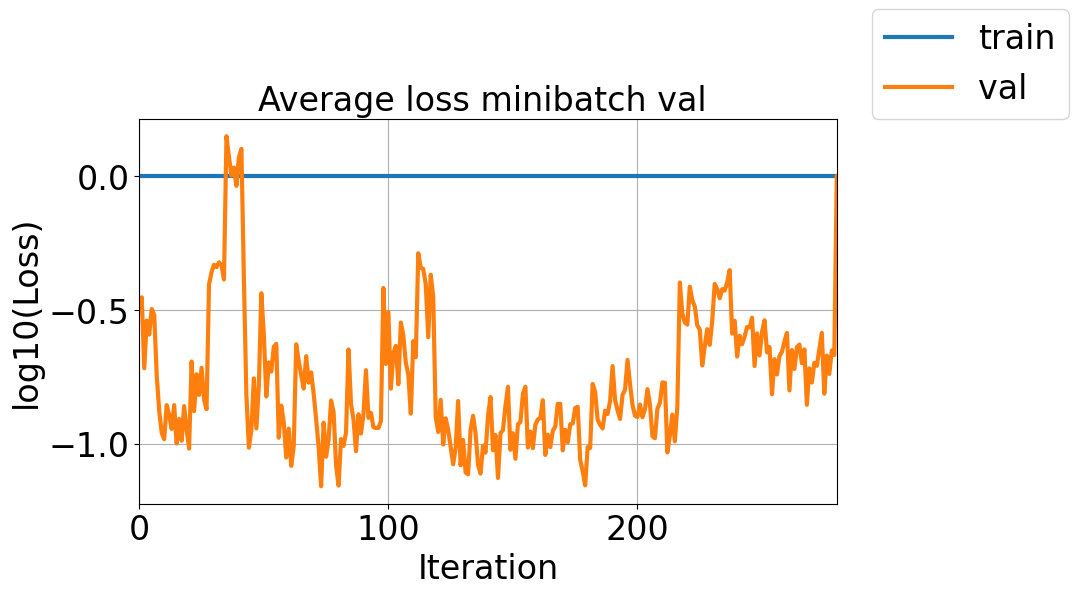 train
val
Average loss minibatch val
0.0
−0.5
−1.0
log10(Loss)
0
100
200
Iteration